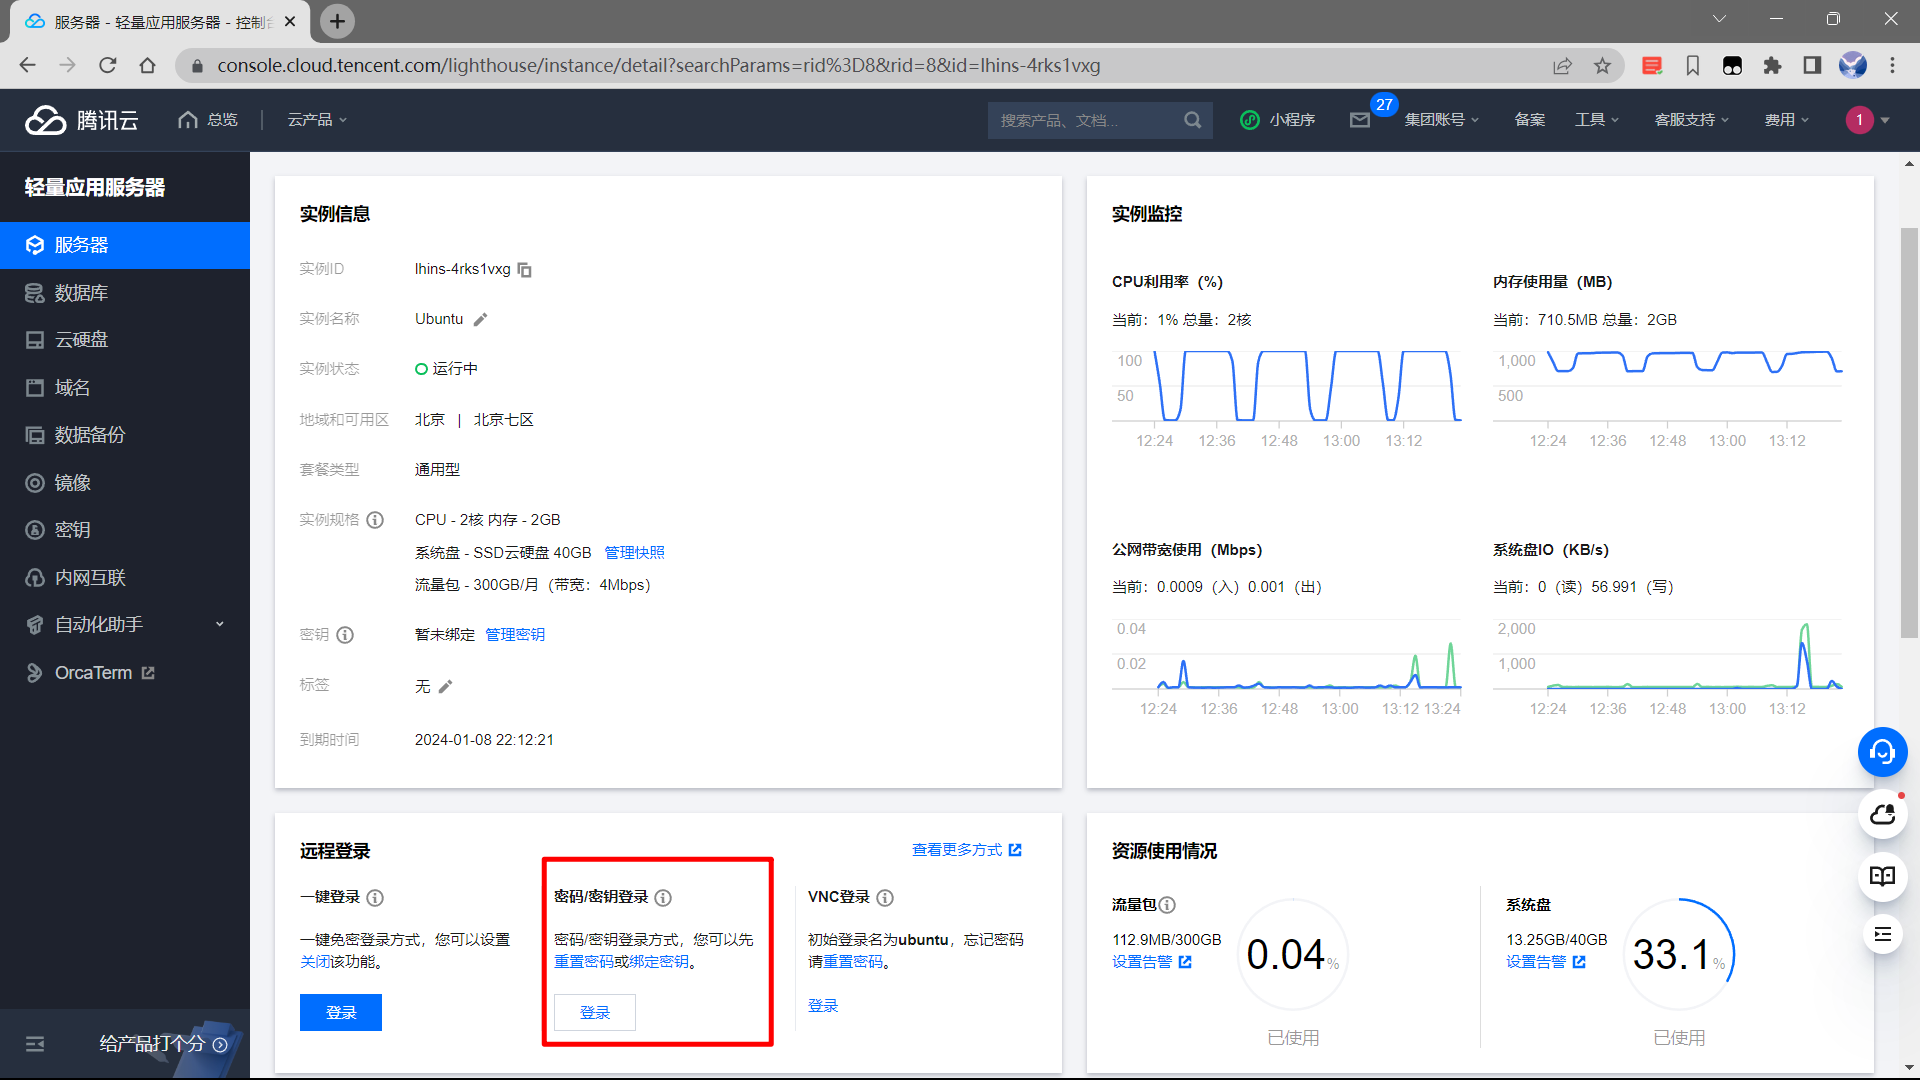 服务器 - 轻量应用服务器 - 控制台
console.cloud.tencent.com/lighthouse/instance/detail?searchParams=rid%3D8&rid=8&id=lhins-4rks1vxg
腾讯云
总览
云产品
搜索产品、文档...
小程序
27
集团账号
备案
工具
客服支持
费用
1
轻量应用服务器
服务器
数据库
云硬盘
域名
数据备份
镜像
密钥
内网互联
自动化助手
OrcaTerm
给产品打个分
实例信息
实例ID lhins-4rks1vxg
实例名称 Ubuntu
实例状态 运行中
地域和可用区 北京 | 北京七区
套餐类型 通用型
实例规格 CPU - 2核 内存 - 2GB
系统盘 - SSD云硬盘 40GB 管理快照
流量包 - 300GB/月（带宽：4Mbps）
密钥 暂未绑定 管理密钥
标签 无
到期时间 2024-01-08 22:12:21
实例监控
CPU利用率（%）
当前：1% 总量：2核
100
50
12:24 12:36 12:48 13:00 13:12
内存使用量（MB）
当前：710.5MB 总量：2GB
1,000
500
12:24 12:36 12:48 13:00 13:12
公网带宽使用（Mbps）
当前：0.0009（入）0.001（出）
0.04
0.02
12:24 12:36 12:48 13:00 13:12 13:24
系统盘IO（KB/s）
当前：0（读）56.991（写）
2,000
1,000
12:24 12:36 12:48 13:00 13:12
远程登录
查看更多方式
一键登录
一键免密登录方式，您可以设置
关闭该功能。
登录
密码/密钥登录
密码/密钥登录方式，您可以先
重置密码或绑定密钥。
登录
VNC登录
初始登录名为ubuntu，忘记密码
请重置密码。
登录
资源使用情况
流量包
112.9MB/300GB
设置告警
0.04%
已使用
系统盘
13.25GB/40GB
设置告警
33.1%
已使用